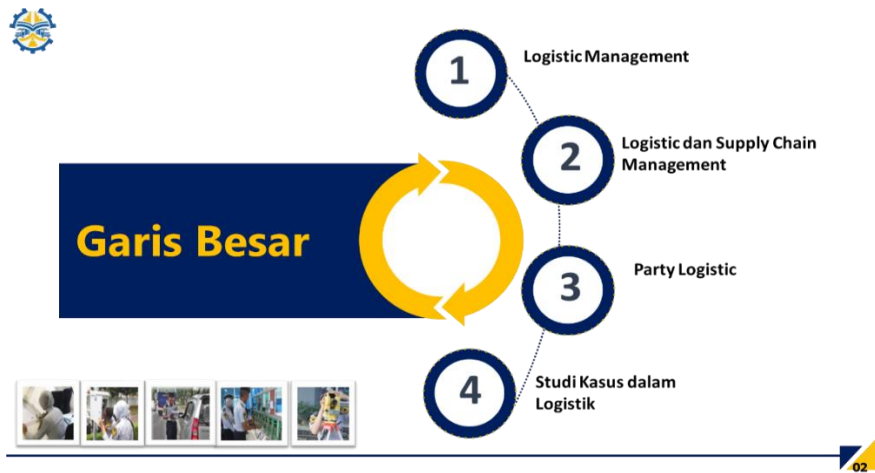 1
Logistic Management
2
Logistic dan Supply Chain
Management
Garis Besar
3
Party Logistic
4
Studi Kasus dalam
Logistik
02